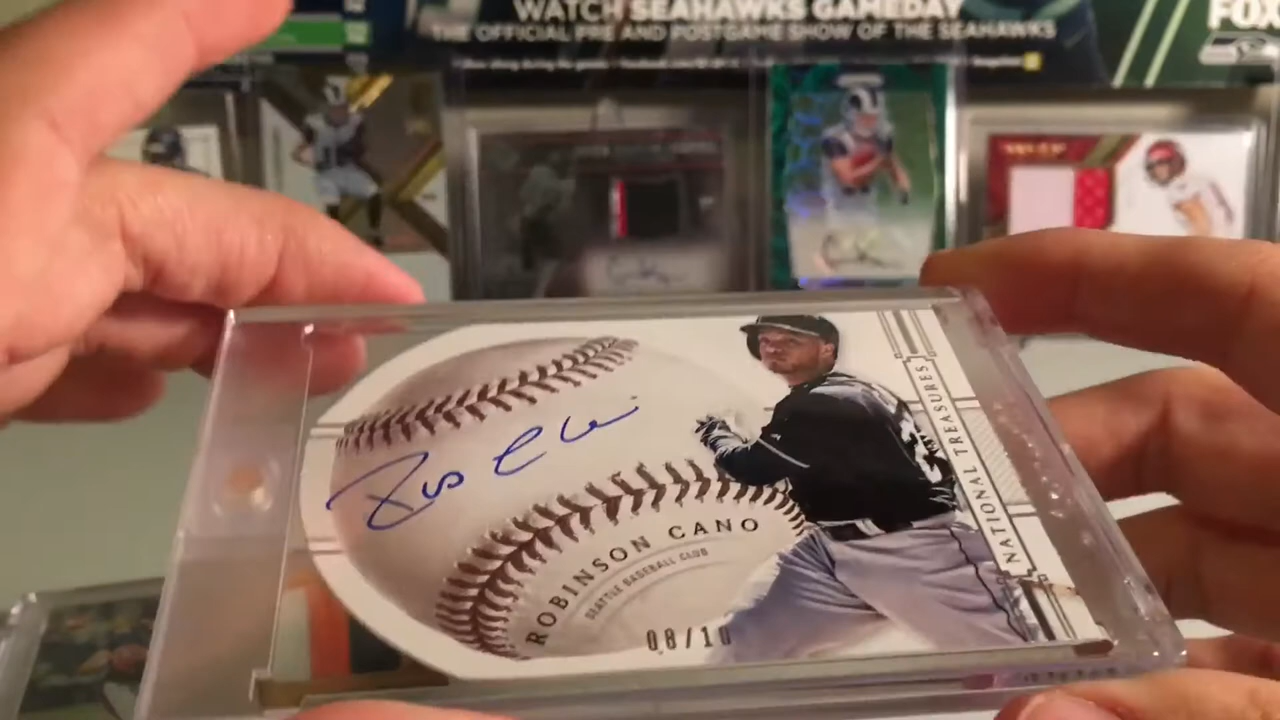 WATCH SEAHAWKS GAMEDAY
THE OFFICIAL PRE AND POSTGAME SHOW OF THE SEAHAWKS
FOX
NATIONAL TREASURES
ROBINSON CANO
SEATTLE BASEBALL CLUB
08/10